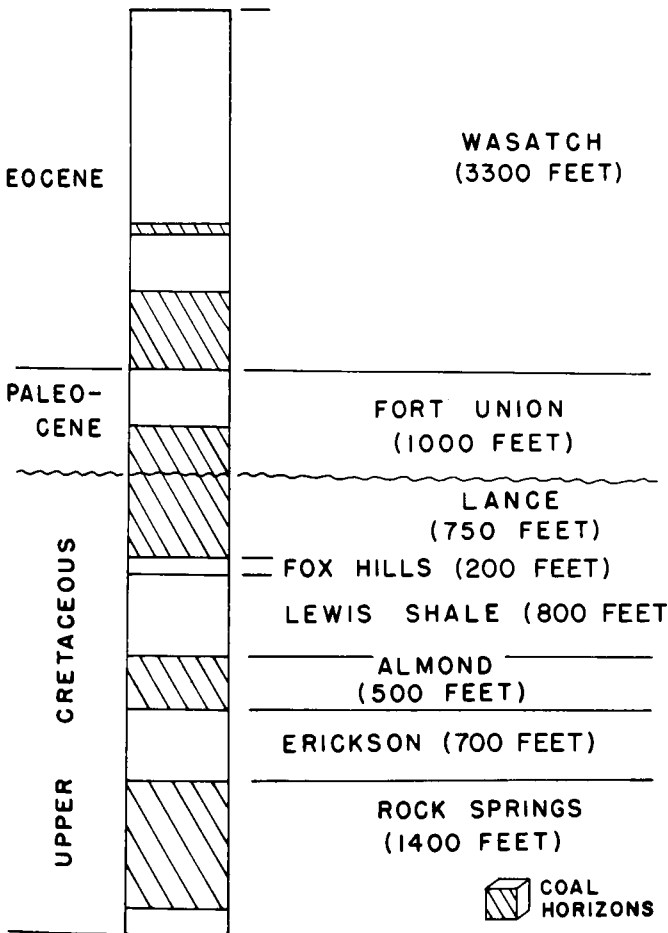 EOCENE
WASATCH
(3300 FEET)
PALEO-
CENE
FORT UNION
(1000 FEET)
UPPER CRETACEOUS
LANCE
(750 FEET)
FOX HILLS (200 FEET)
LEWIS SHALE (800 FEET
ALMOND
(500 FEET)
ERICKSON (700 FEET)
ROCK SPRINGS
(1400 FEET)
COAL
HORIZONS